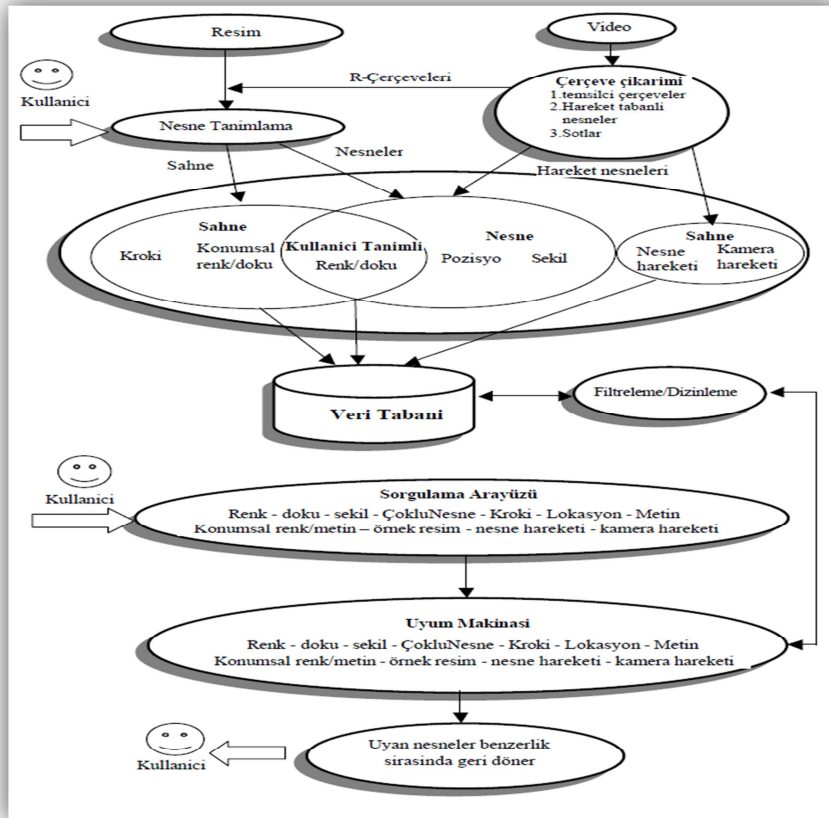 Resim
Video
R-Çerçeveleri
Kullanici
Çerçeve çikarimi
1.temsilci çerçeveler
2.Hareket tabanli
nesneler
3.Sotlar
Nesne Tanimlama
Sahne
Nesneler
Hareket nesneleri
Sahne
Kroki
Konumsal
renk/doku
Kullanici Tanimli
Renk/doku
Nesne
Pozisyo
Sekil
Sahne
Nesne
hareketi
Kamera
hareketi
Veri Tabani
Filtreleme/Dizinleme
Kullanici
Sorgulama Arayüzü
Renk - doku - sekil - ÇokluNesne - Kroki - Lokasyon - Metin
Konumsal renk/metin – örnek resim - nesne hareketi - kamera hareketi
Uyum Makinasi
Renk - doku - sekil - ÇokluNesne - Kroki - Lokasyon - Metin
Konumsal renk/metin - örnek resim - nesne hareketi - kamera hareketi
Kullanici
Uyan nesneler benzerlik
sirasinda geri döner